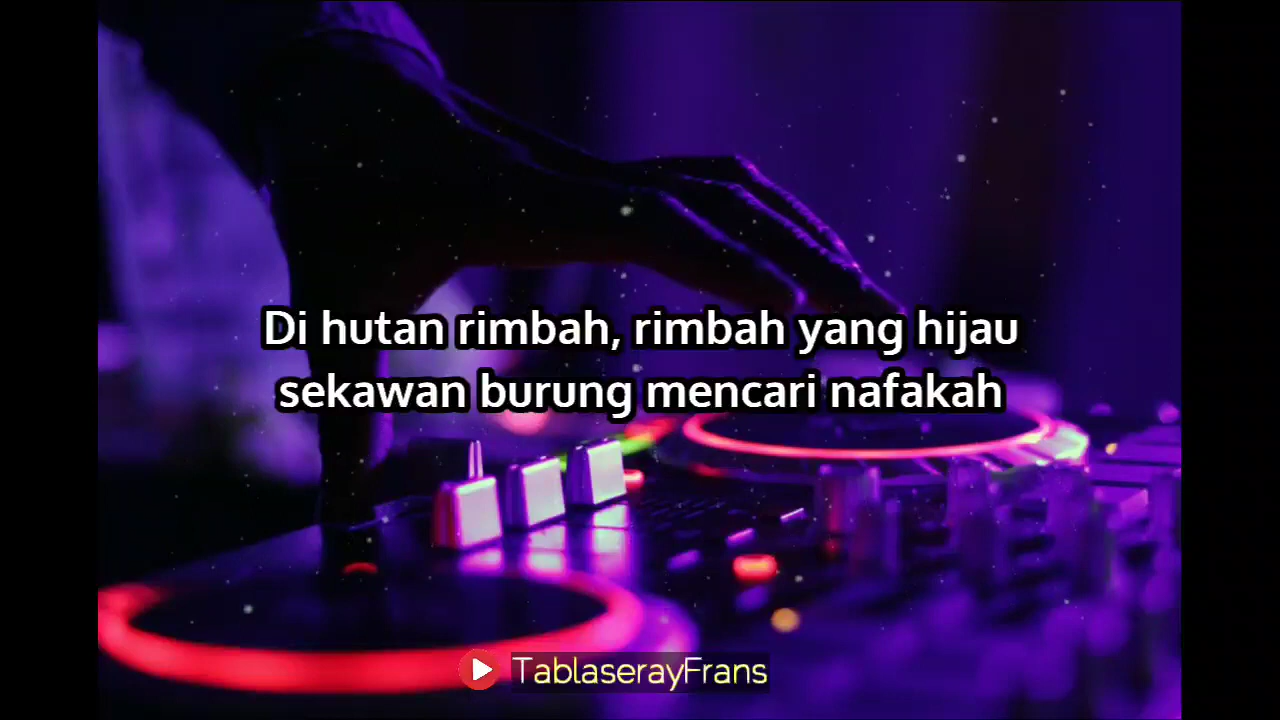 Di hutan rimbah, rimbah yang hijau
sekawan burung mencari nafakah
TablaserayFrans